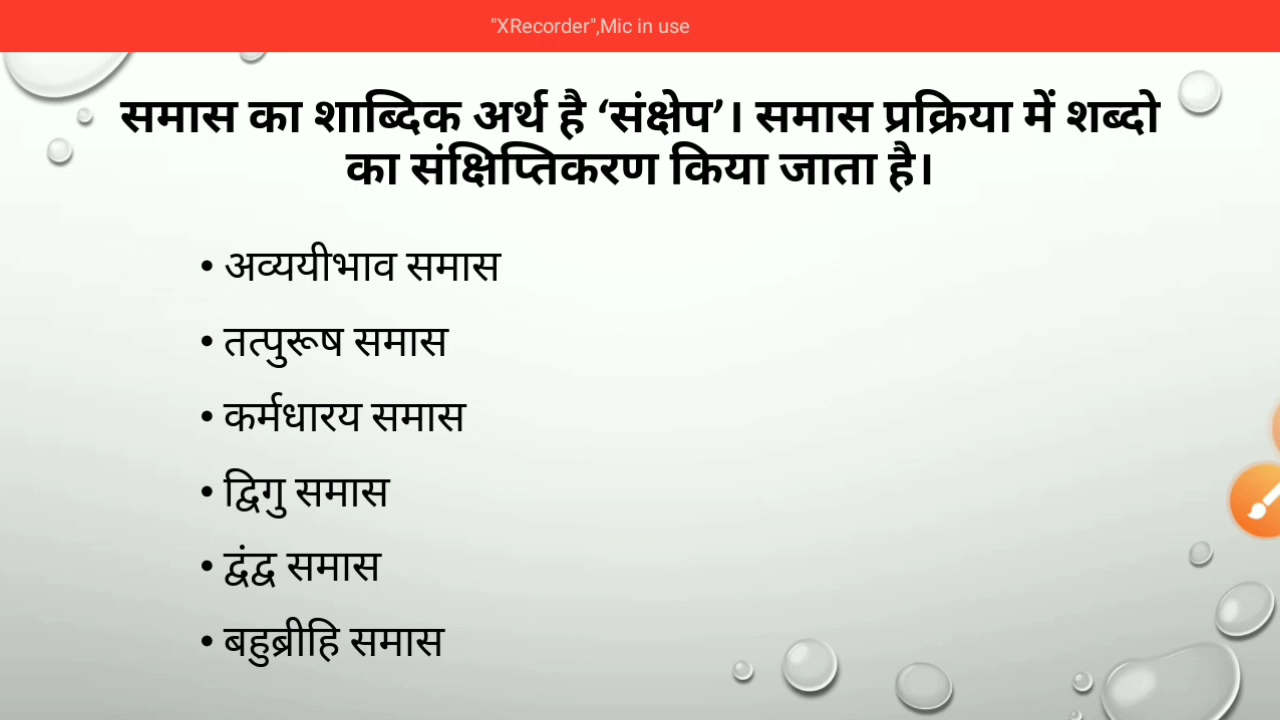 "XRecorder",Mic in use
समास का शाब्दिक अर्थ है ‘संक्षेप’। समास प्रक्रिया में शब्दो
का संक्षिप्तिकरण किया जाता है।
• अव्ययीभाव समास
• तत्पुरूष समास
• कर्मधारय समास
• द्विगु समास
• द्वंद्व समास
• बहुब्रीहि समास